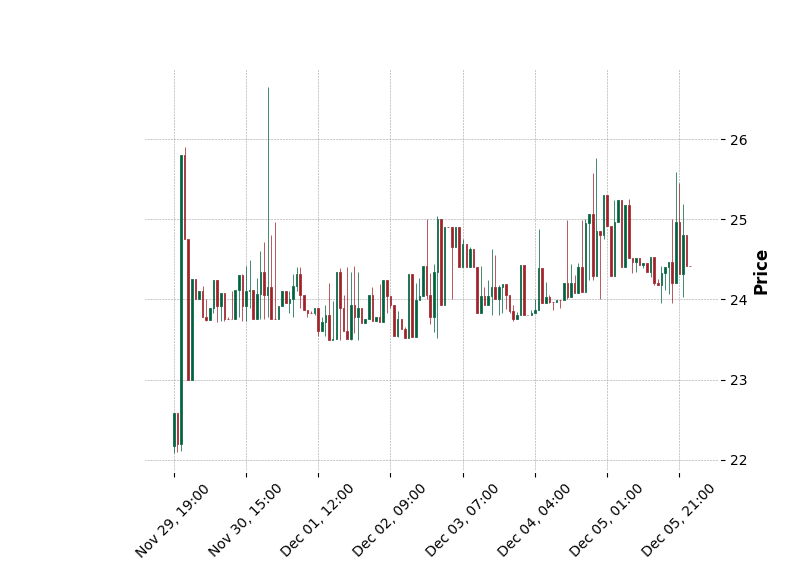 26
25
24
23
22
Price
Nov 29, 19:00
Nov 30, 15:00
Dec 01, 12:00
Dec 02, 09:00
Dec 03, 07:00
Dec 04, 04:00
Dec 05, 01:00
Dec 05, 21:00